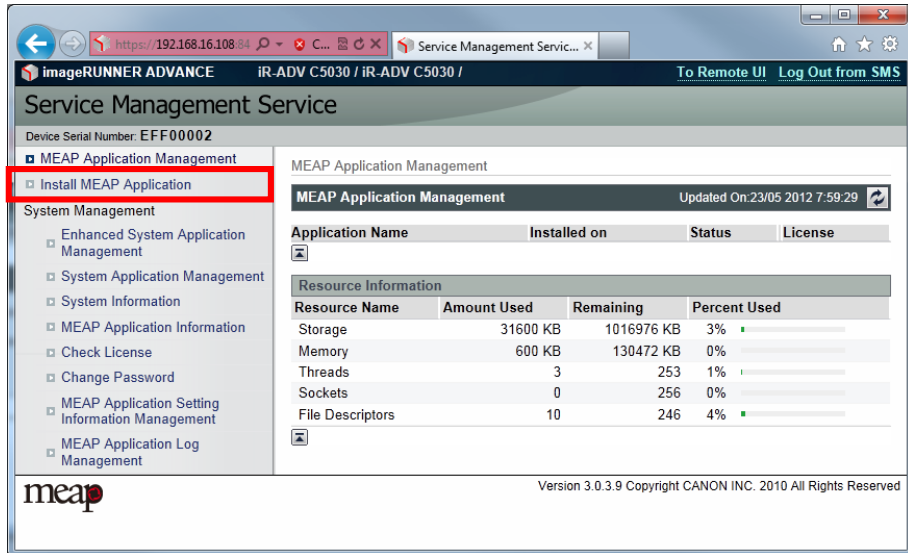 https://192.168.16.108:84
C...
Service Management Servic...
imageRUNNER ADVANCE iR-ADV C5030 / iR-ADV C5030 / To Remote UI Log Out from SMS
Service Management Service
Device Serial Number: EFF00002
MEAP Application Management
Install MEAP Application
System Management
Enhanced System Application
Management
System Application Management
System Information
MEAP Application Information
Check License
Change Password
MEAP Application Setting
Information Management
MEAP Application Log
Management
MEAP Application Management
MEAP Application Management Updated On:23/05 2012 7:59:29
Application Name Installed on Status License
Resource Information
Resource Name Amount Used Remaining Percent Used
Storage 31600 KB 1016976 KB 3%
Memory 600 KB 130472 KB 0%
Threads 3 253 1%
Sockets 0 256 0%
File Descriptors 10 246 4%
meap
Version 3.0.3.9 Copyright CANON INC. 2010 All Rights Reserved